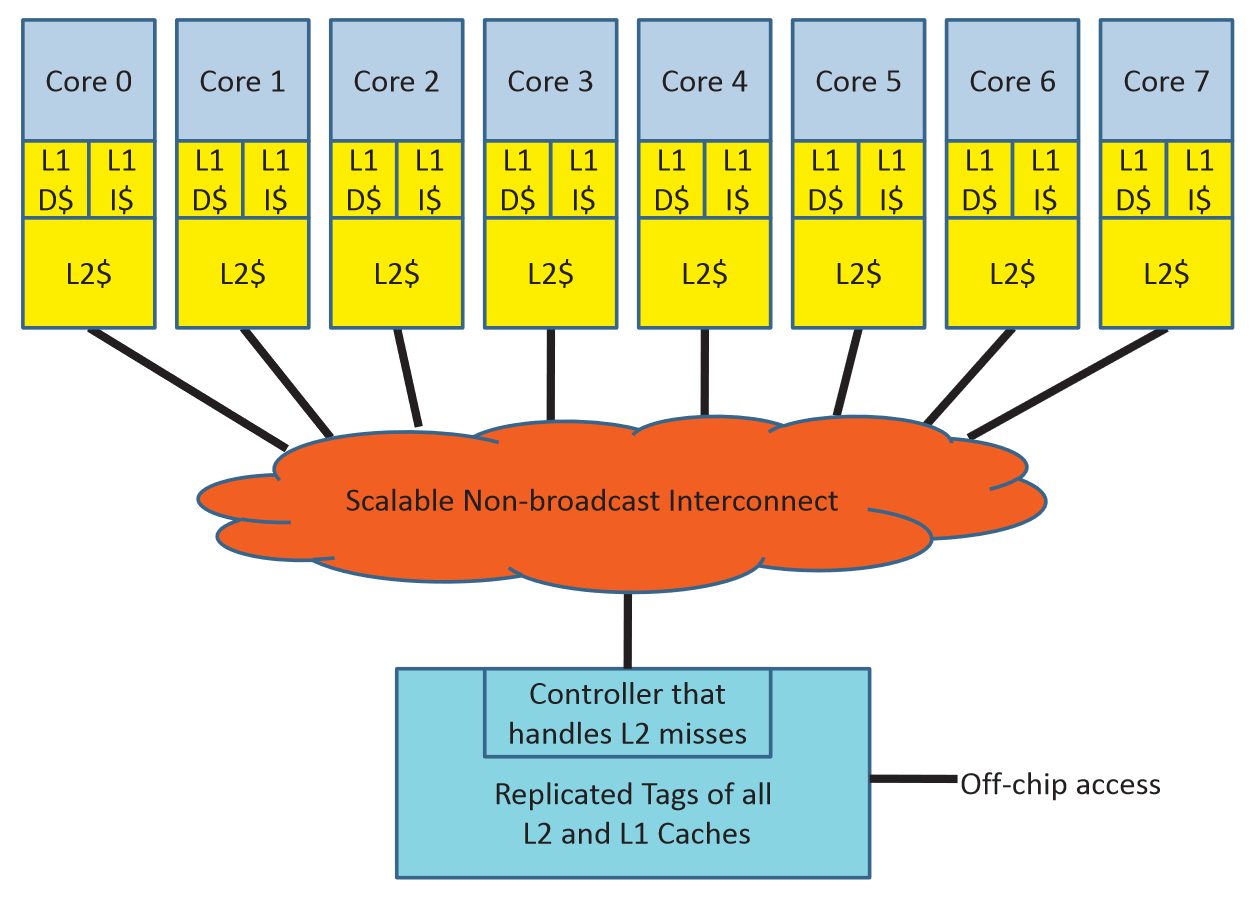 Core 0
Core 1
Core 2
Core 3
Core 4
Core 5
Core 6
Core 7
L1
D$
L1
I$
L1
D$
L1
I$
L1
D$
L1
I$
L1
D$
L1
I$
L1
D$
L1
I$
L1
D$
L1
I$
L1
D$
L1
I$
L1
D$
L1
I$
L2$
L2$
L2$
L2$
L2$
L2$
L2$
L2$
Scalable Non-broadcast Interconnect
Controller that
handles L2 misses
Replicated Tags of all
L2 and L1 Caches
Off-chip access